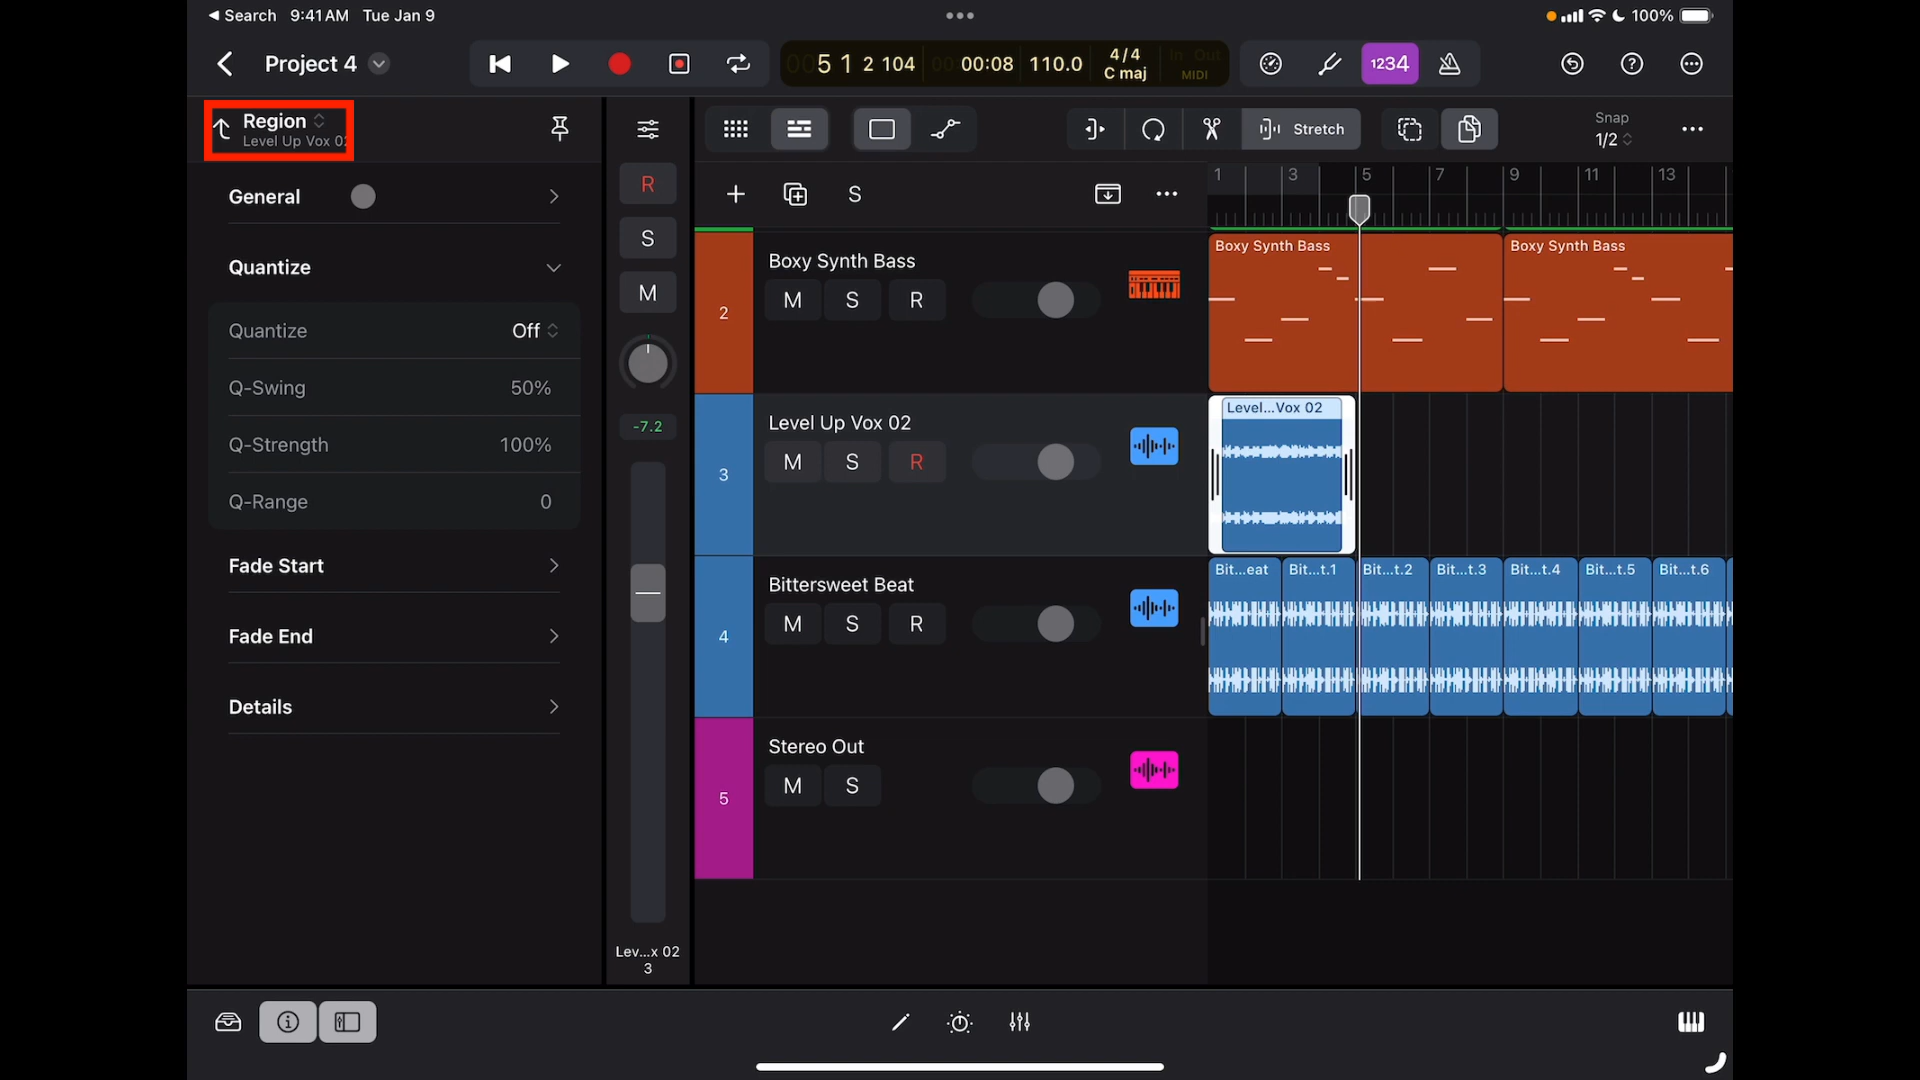 Search 9:41 AM Tue Jan 9
100%
Project 4
5 1 2 104
00:08
110.0
4/4
C maj
In Out
MIDI
1234
Region
Level Up Vox 02
General
Quantize
Quantize Off
Q-Swing 50%
Q-Strength 100%
Q-Range 0
Fade Start
Fade End
Details
R
S
M
-7.2
Lev...x 02
3
Stretch
Snap
1/2
S
1 3 5 7 9 11 13
2
Boxy Synth Bass
M S R
Boxy Synth Bass
Boxy Synth Bass
3
Level Up Vox 02
M S R
Level...Vox 02
4
Bittersweet Beat
M S R
Bit...eat Bit...t.1 Bit...t.2 Bit...t.3 Bit...t.4 Bit...t.5 Bit...t.6
5
Stereo Out
M S